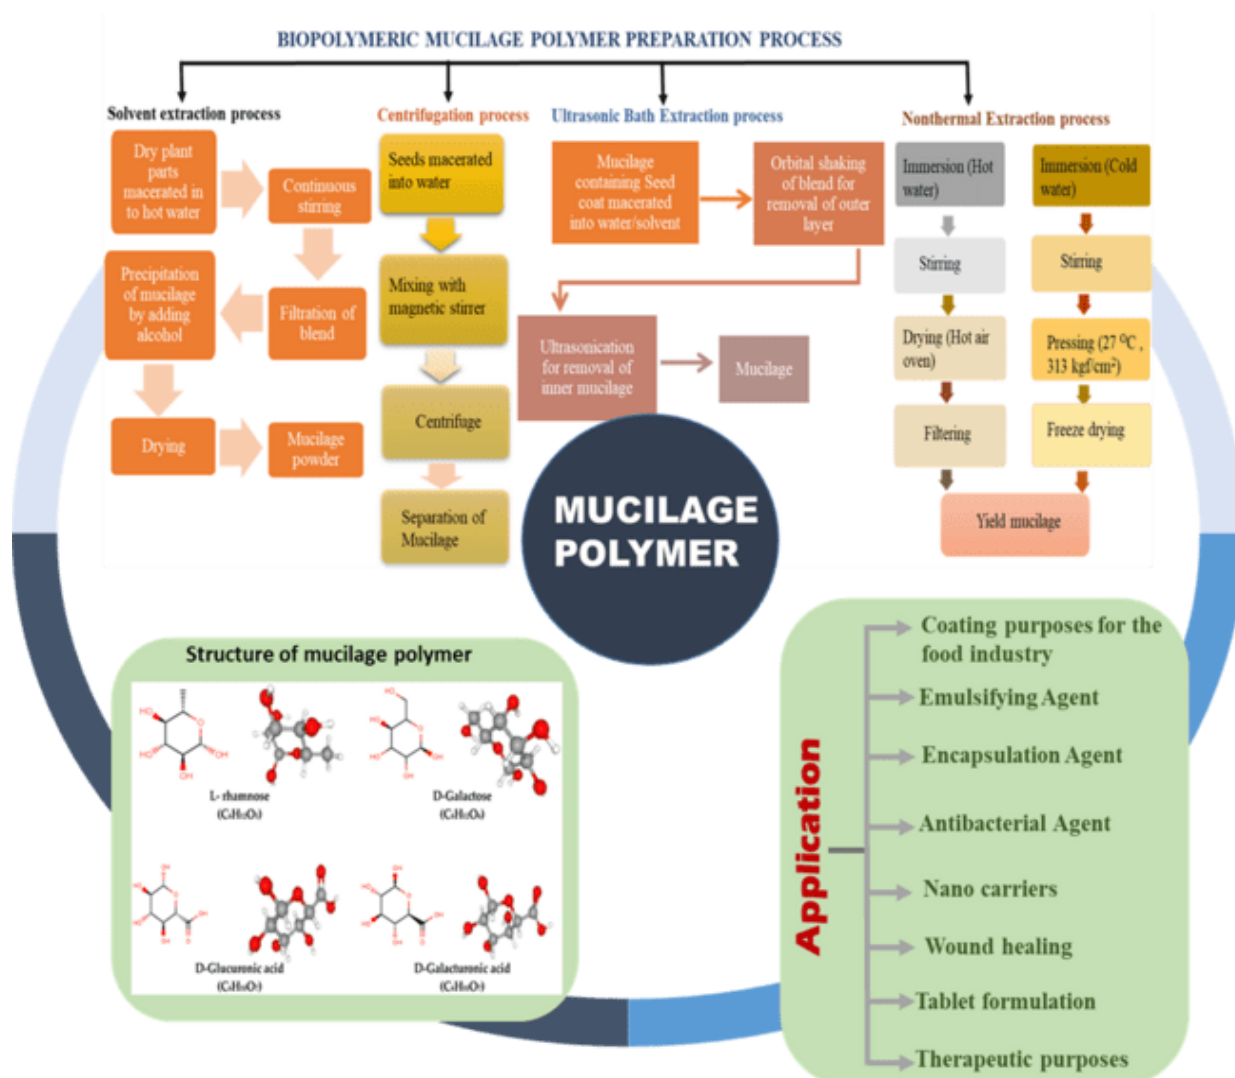 BIOPOLYMERIC MUCILAGE POLYMER PREPARATION PROCESS
Solvent extraction process
Dry plant
parts
macerated in
to hot water
Continuous
stirring
Filtration of
blend
Precipitation
of mucilage
by adding
alcohol
Drying
Mucilage
powder
Centrifugation process
Seeds macerated
into water
Mixing with
magnetic stirrer
Centrifuge
Separation of
Mucilage
Ultrasonic Bath Extraction process
Mucilage
containing Seed
coat macerated
into water/solvent
Orbital shaking
of blend for
removal of outer
layer
Ultrasonication
for removal of
inner mucilage
Mucilage
Nonthermal Extraction process
Immersion (Hot
water)
Stirring
Drying (Hot air
oven)
Filtering
Immersion (Cold
water)
Stirring
Pressing (27 ⁰C ,
313 kgf/cm²)
Freeze drying
Yield mucilage
MUCILAGE
POLYMER
Structure of mucilage polymer
L- rhamnose
(C₆H₁₂O₅)
D-Galactose
(C₆H₁₂O₆)
D-Glucuronic acid
(C₆H₁₀O₇)
D-Galacturonic acid
(C₆H₁₀O₇)
Application
Coating purposes for the
food industry
Emulsifying Agent
Encapsulation Agent
Antibacterial Agent
Nano carriers
Wound healing
Tablet formulation
Therapeutic purposes